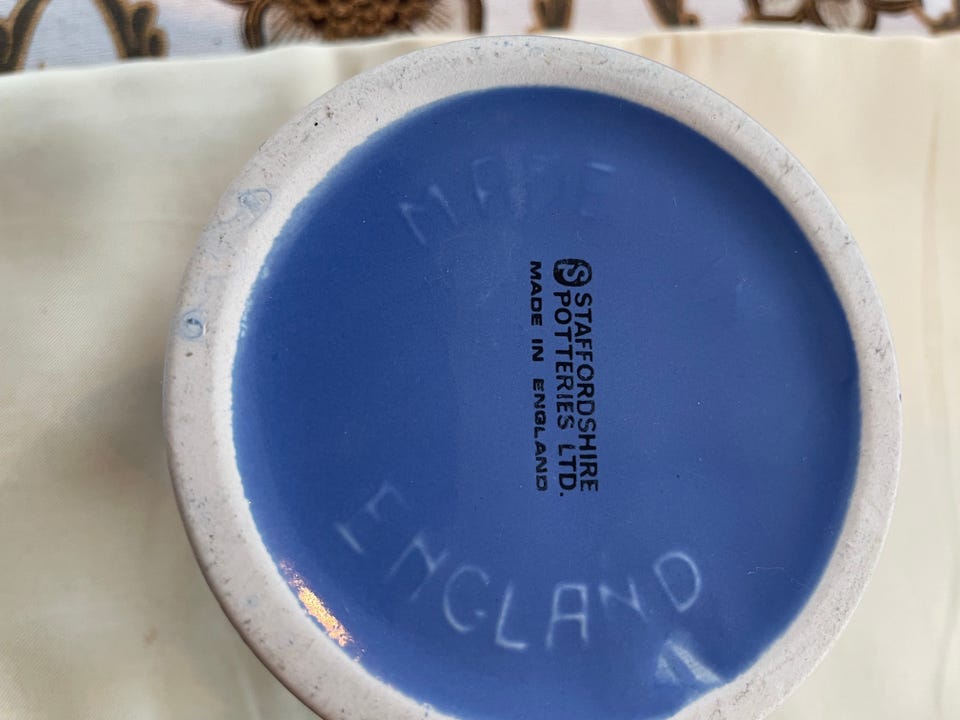 MADE
S STAFFORDSHIRE
POTTERIES LTD.
MADE IN ENGLAND
ENGLAND